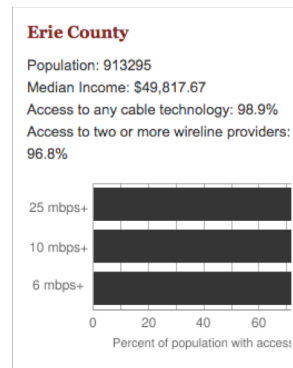 Erie County
Population: 913295
Median Income: $49,817.67
Access to any cable technology: 98.9%
Access to two or more wireline providers:
96.8%
25 mbps+
10 mbps+
6 mbps+
0 20 40 60
Percent of population with access